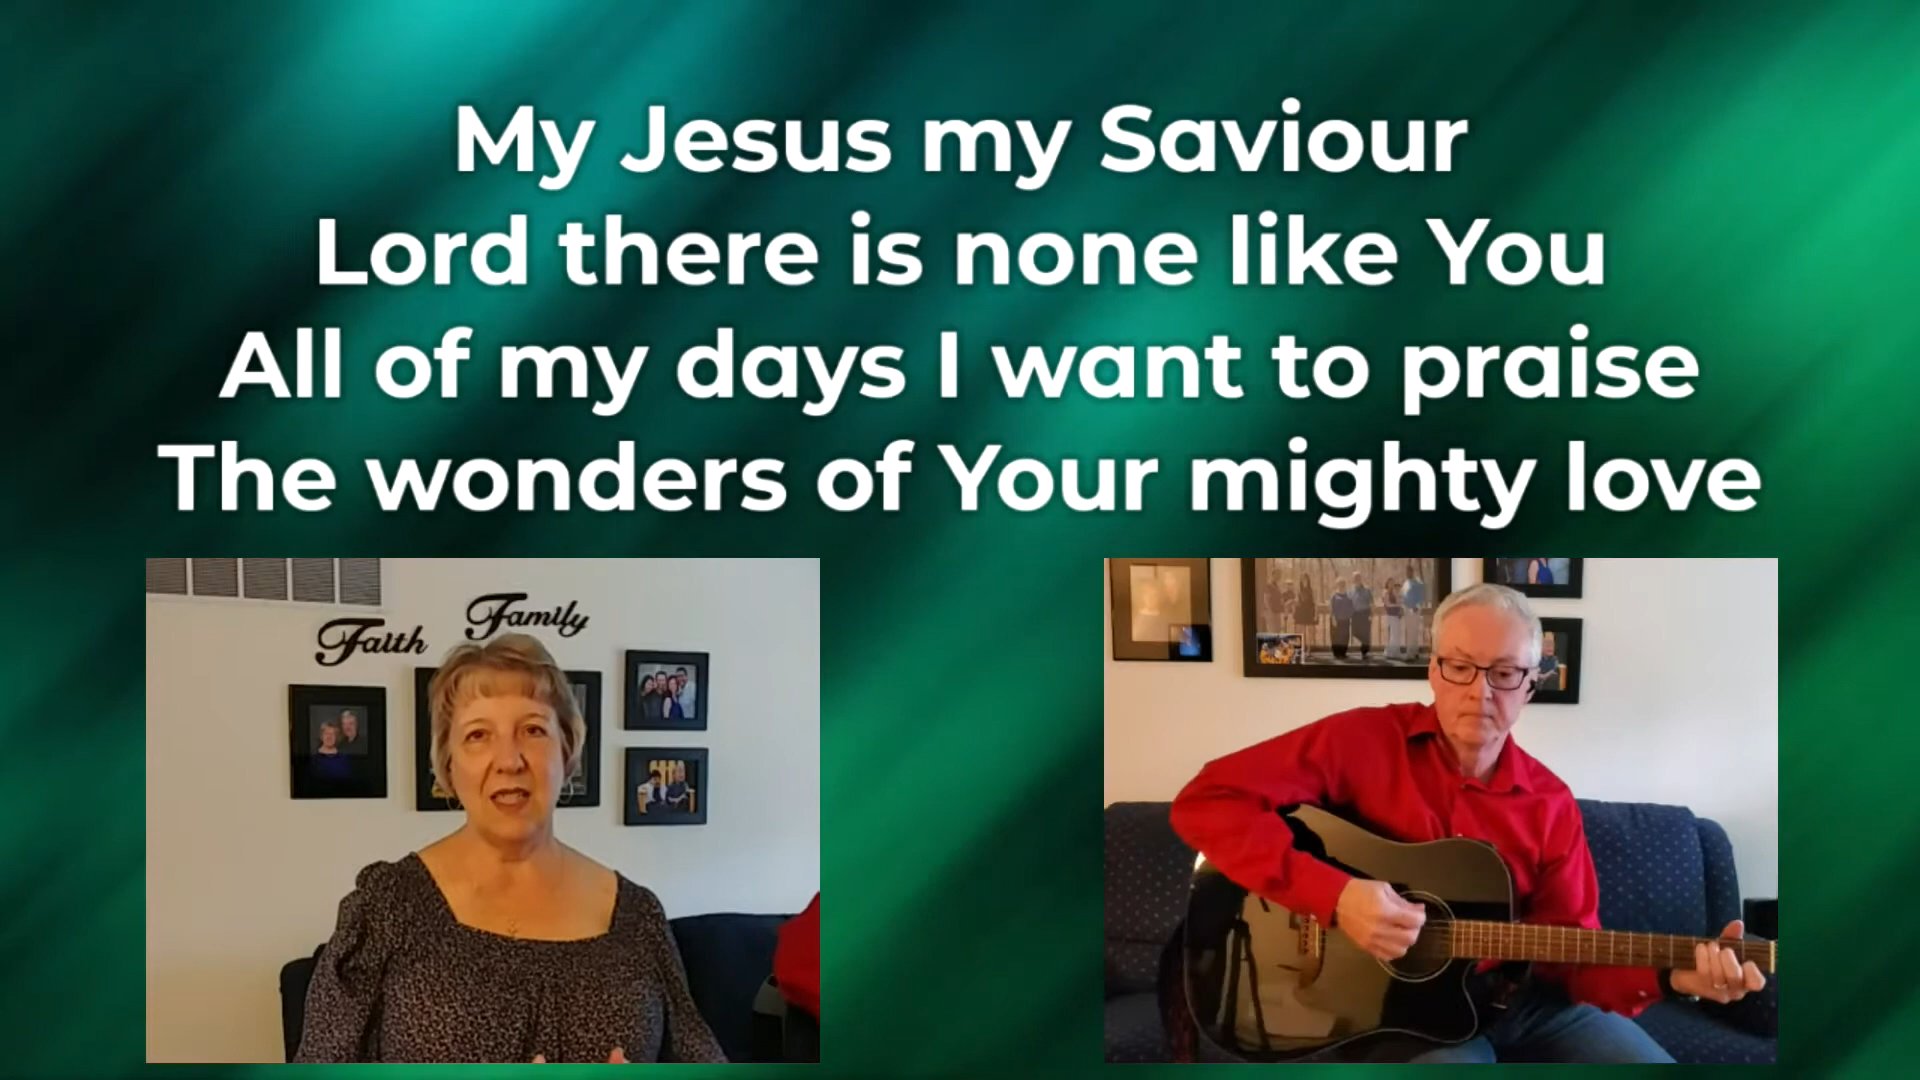 My Jesus my Saviour
Lord there is none like You
All of my days I want to praise
The wonders of Your mighty love
Faith
Family